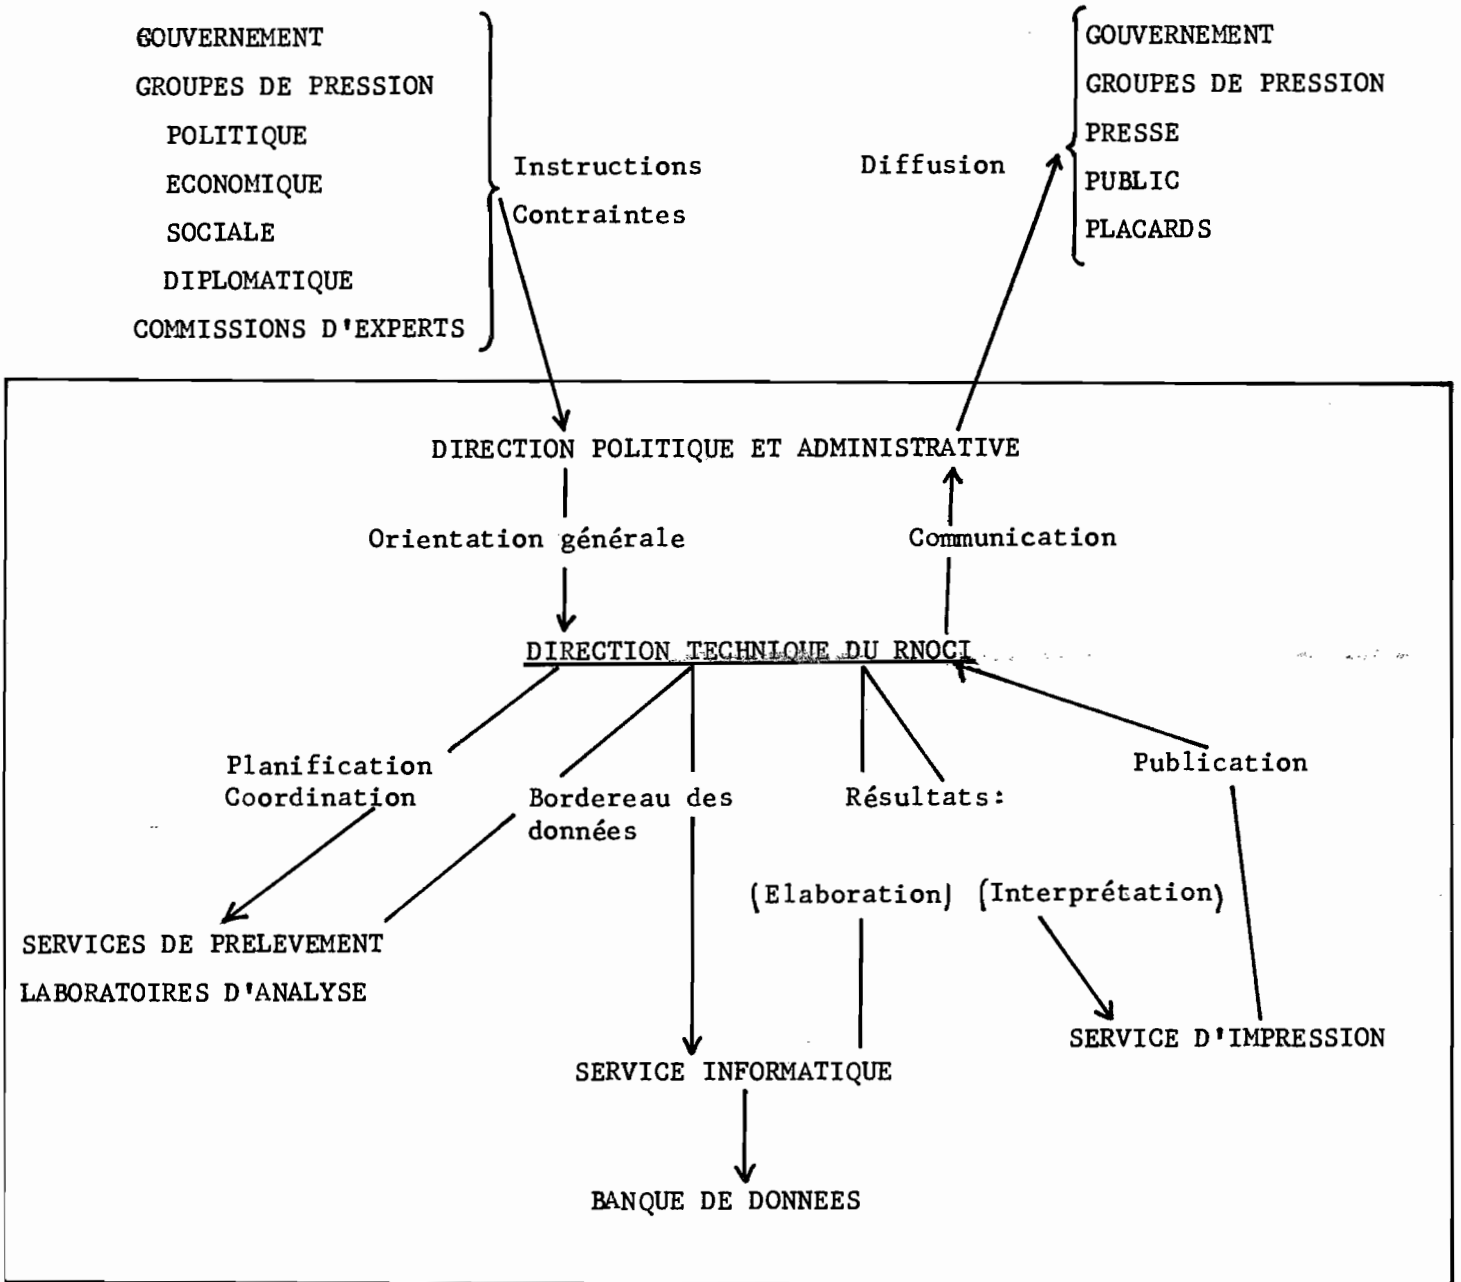 GOUVERNEMENT
GROUPES DE PRESSION
POLITIQUE
ECONOMIQUE
SOCIALE
DIPLOMATIQUE
COMMISSIONS D'EXPERTS
Instructions
Contraintes
Diffusion
GOUVERNEMENT
GROUPES DE PRESSION
PRESSE
PUBLIC
PLACARDS
DIRECTION POLITIQUE ET ADMINISTRATIVE
Orientation générale
Communication
DIRECTION TECHNIQUE DU RNOCI
Planification
Coordination
Bordereau des
données
Résultats:
Publication
(Elaboration) (Interprétation)
SERVICES DE PRELEVEMENT
LABORATOIRES D'ANALYSE
SERVICE D'IMPRESSION
SERVICE INFORMATIQUE
BANQUE DE DONNEES